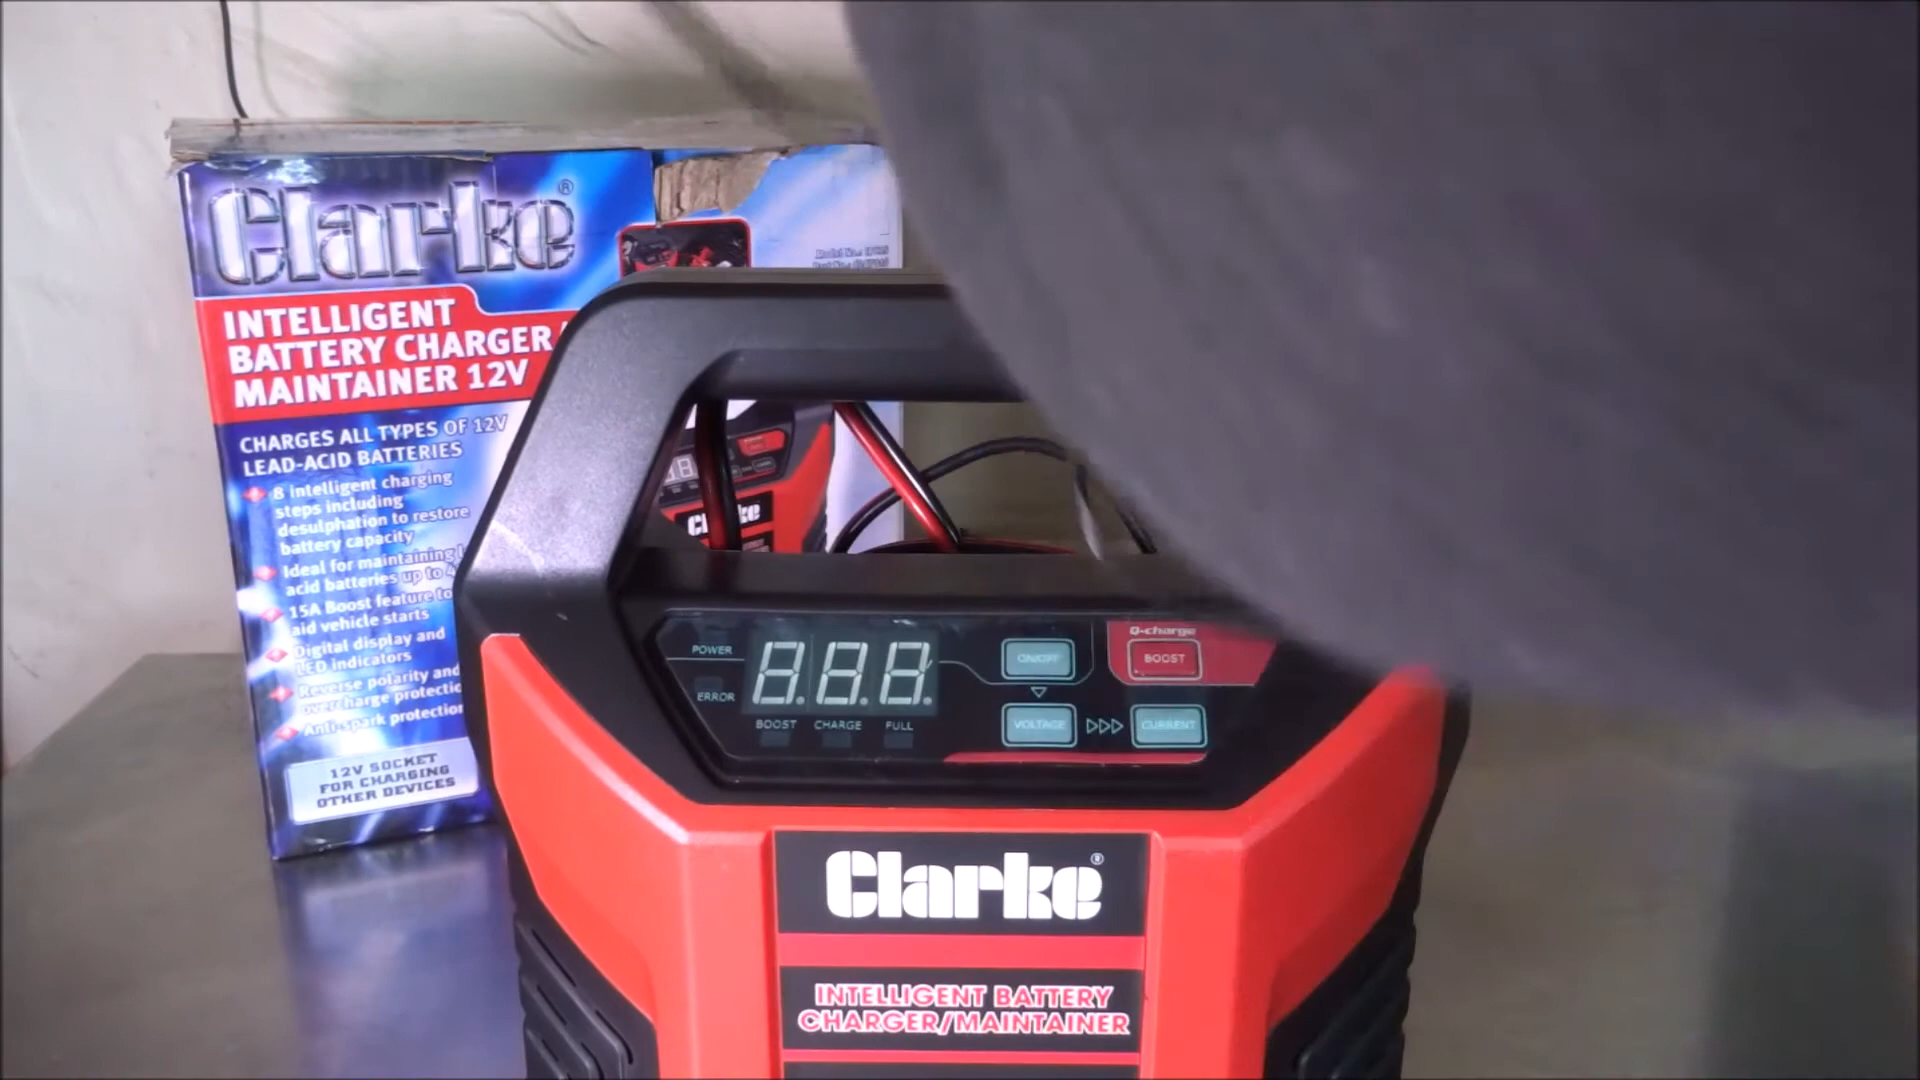 Clarke®
INTELLIGENT
BATTERY CHARGER /
MAINTAINER 12V
CHARGES ALL TYPES OF 12V
LEAD-ACID BATTERIES
8 intelligent charging
steps including
desulphation to restore
battery capacity
Ideal for maintaining
acid batteries up to
15A Boost feature to
aid vehicle starts
Digital display and
LED indicators
Reverse polarity and
overcharge protection
Anti-spark protection
12V SOCKET
FOR CHARGING
OTHER DEVICES
POWER
ERROR
8.8.8.
BOOST CHARGE FULL
ON/OFF
Q-charge
BOOST
VOLTAGE
CURRENT
Clarke®
INTELLIGENT BATTERY
CHARGER/MAINTAINER